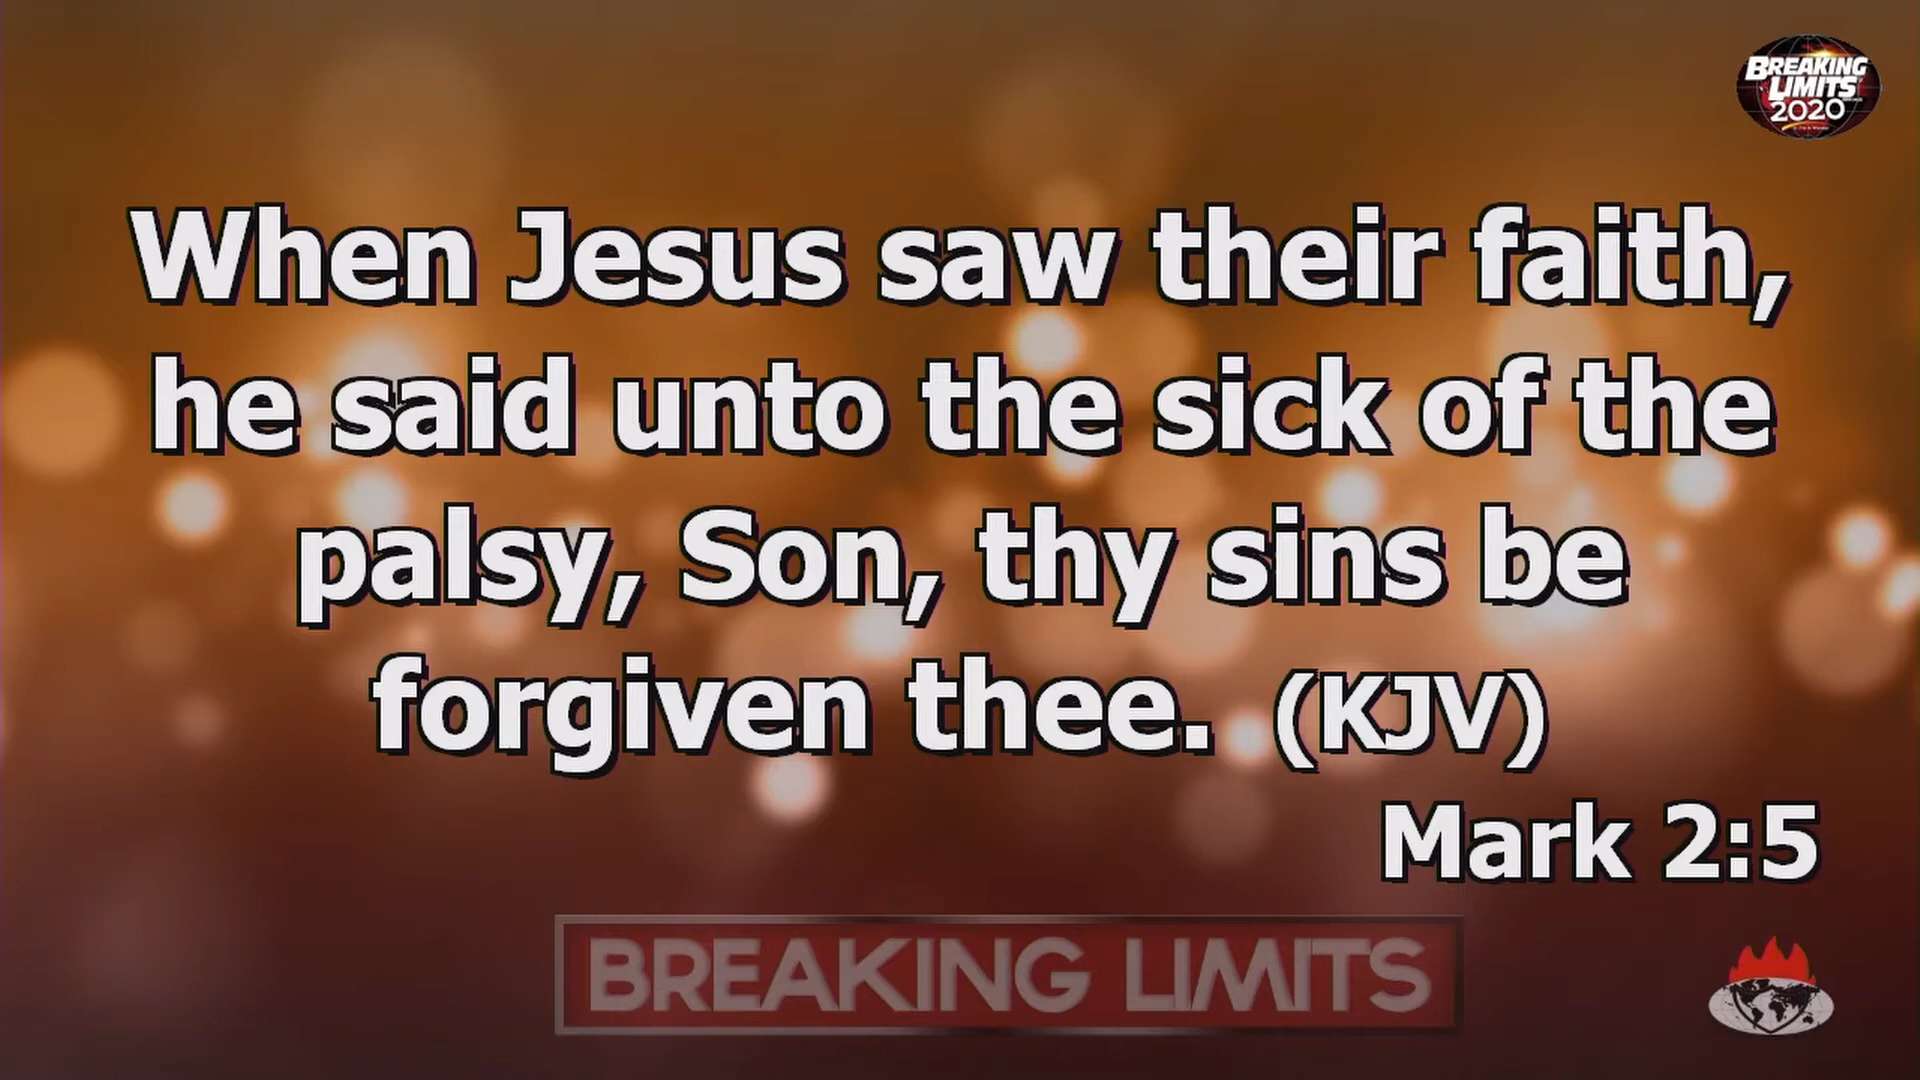 BREAKING
LIMITS
2020
When Jesus saw their faith,
he said unto the sick of the
palsy, Son, thy sins be
forgiven thee. (KJV)
Mark 2:5
BREAKING LIMITS